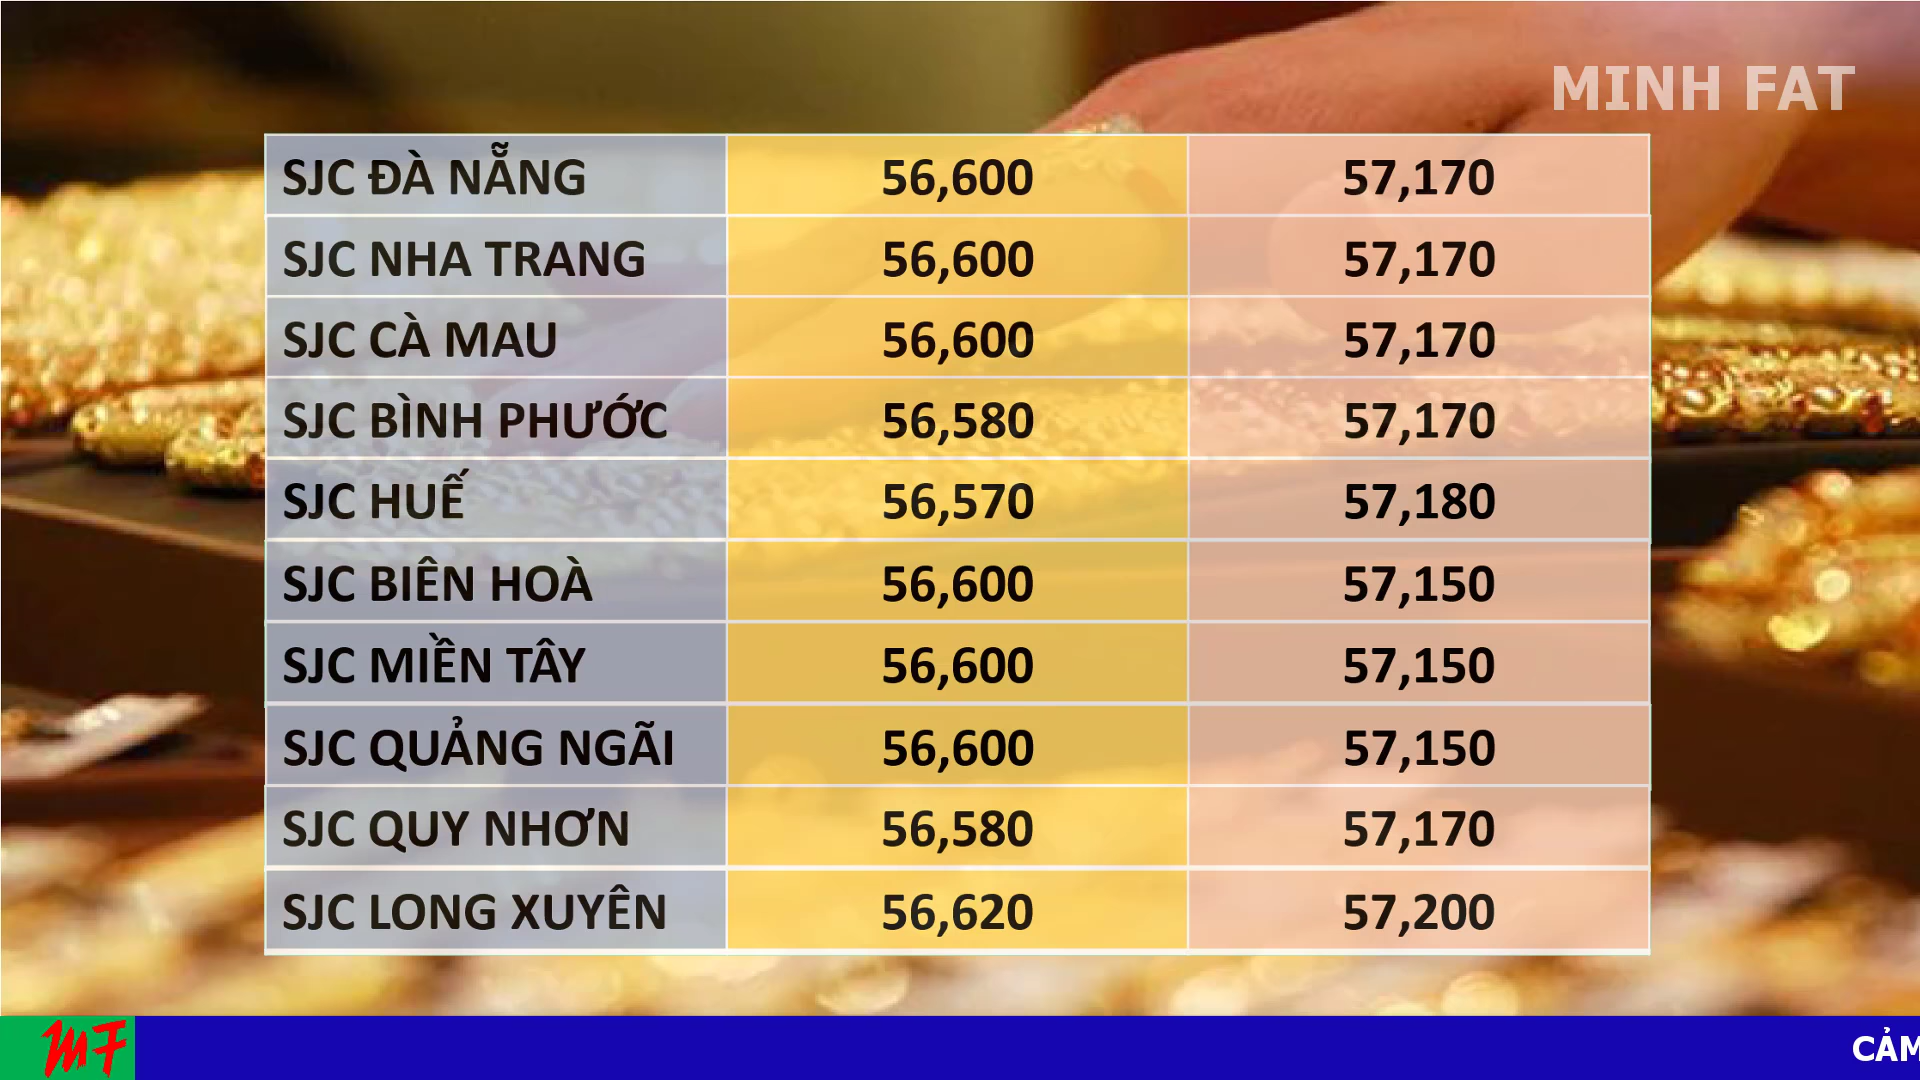 MINH FAT
SJC ĐÀ NẴNG 56,600 57,170
SJC NHA TRANG 56,600 57,170
SJC CÀ MAU 56,600 57,170
SJC BÌNH PHƯỚC 56,580 57,170
SJC HUẾ 56,570 57,180
SJC BIÊN HOÀ 56,600 57,150
SJC MIỀN TÂY 56,600 57,150
SJC QUẢNG NGÃI 56,600 57,150
SJC QUY NHƠN 56,580 57,170
SJC LONG XUYÊN 56,620 57,200
MF
CẢM